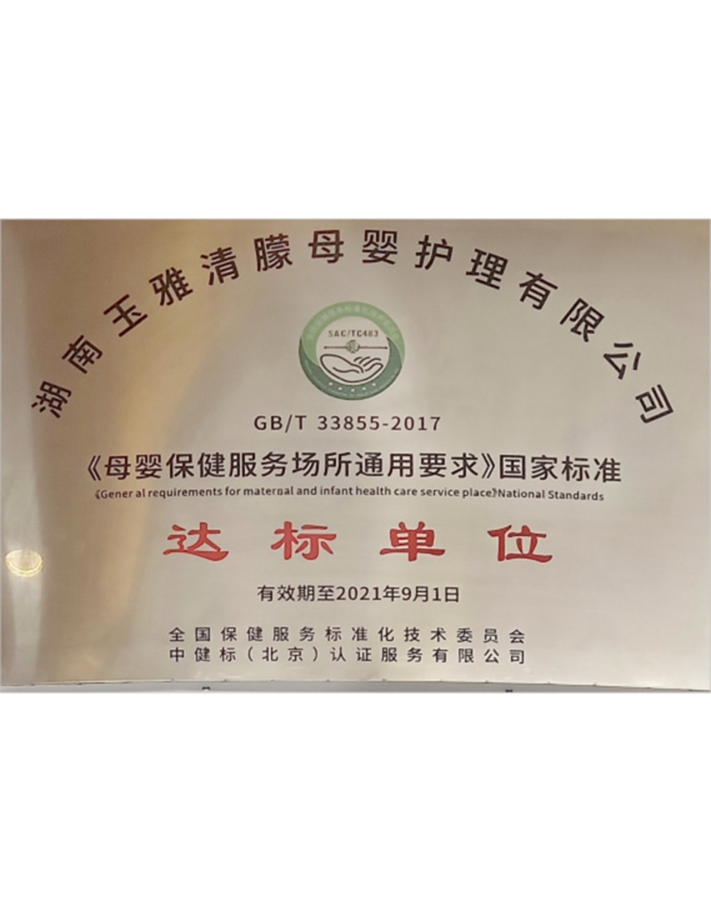 湖南玉雅清朦母婴护理有限公司
SAC/TC483
GB/T 33855-2017
《母婴保健服务场所通用要求》国家标准
《Gener al requirements for maternal and infant health care service place》National Standards
达标单位
有效期至2021年9月1日
全国保健服务标准化技术委员会
中健标(北京)认证服务有限公司